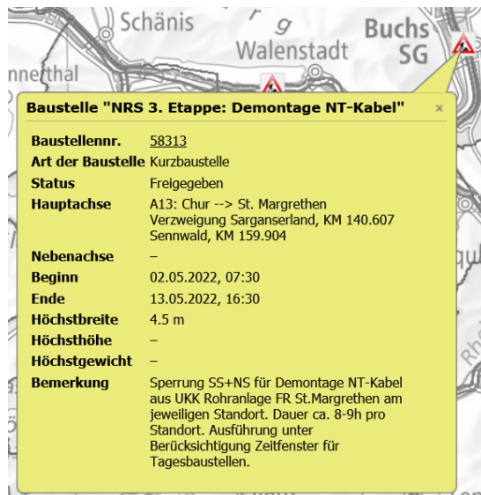 Schänis
Walenstadt
Buchs
SG
Baustelle "NRS 3. Etappe: Demontage NT-Kabel" ×
Baustellennr. 58313
Art der Baustelle Kurzbaustelle
Status Freigegeben
Hauptachse A13: Chur --> St. Margrethen
Verzweigung Sarganserland, KM 140.607
Sennwald, KM 159.904
Nebenachse –
Beginn 02.05.2022, 07:30
Ende 13.05.2022, 16:30
Höchstbreite 4.5 m
Höchsthöhe –
Höchstgewicht –
Bemerkung Sperrung SS+NS für Demontage NT-Kabel
aus UKK Rohranlage FR St.Margrethen am
jeweiligen Standort. Dauer ca. 8-9h pro
Standort. Ausführung unter
Berücksichtigung Zeitfenster für
Tagesbaustellen.